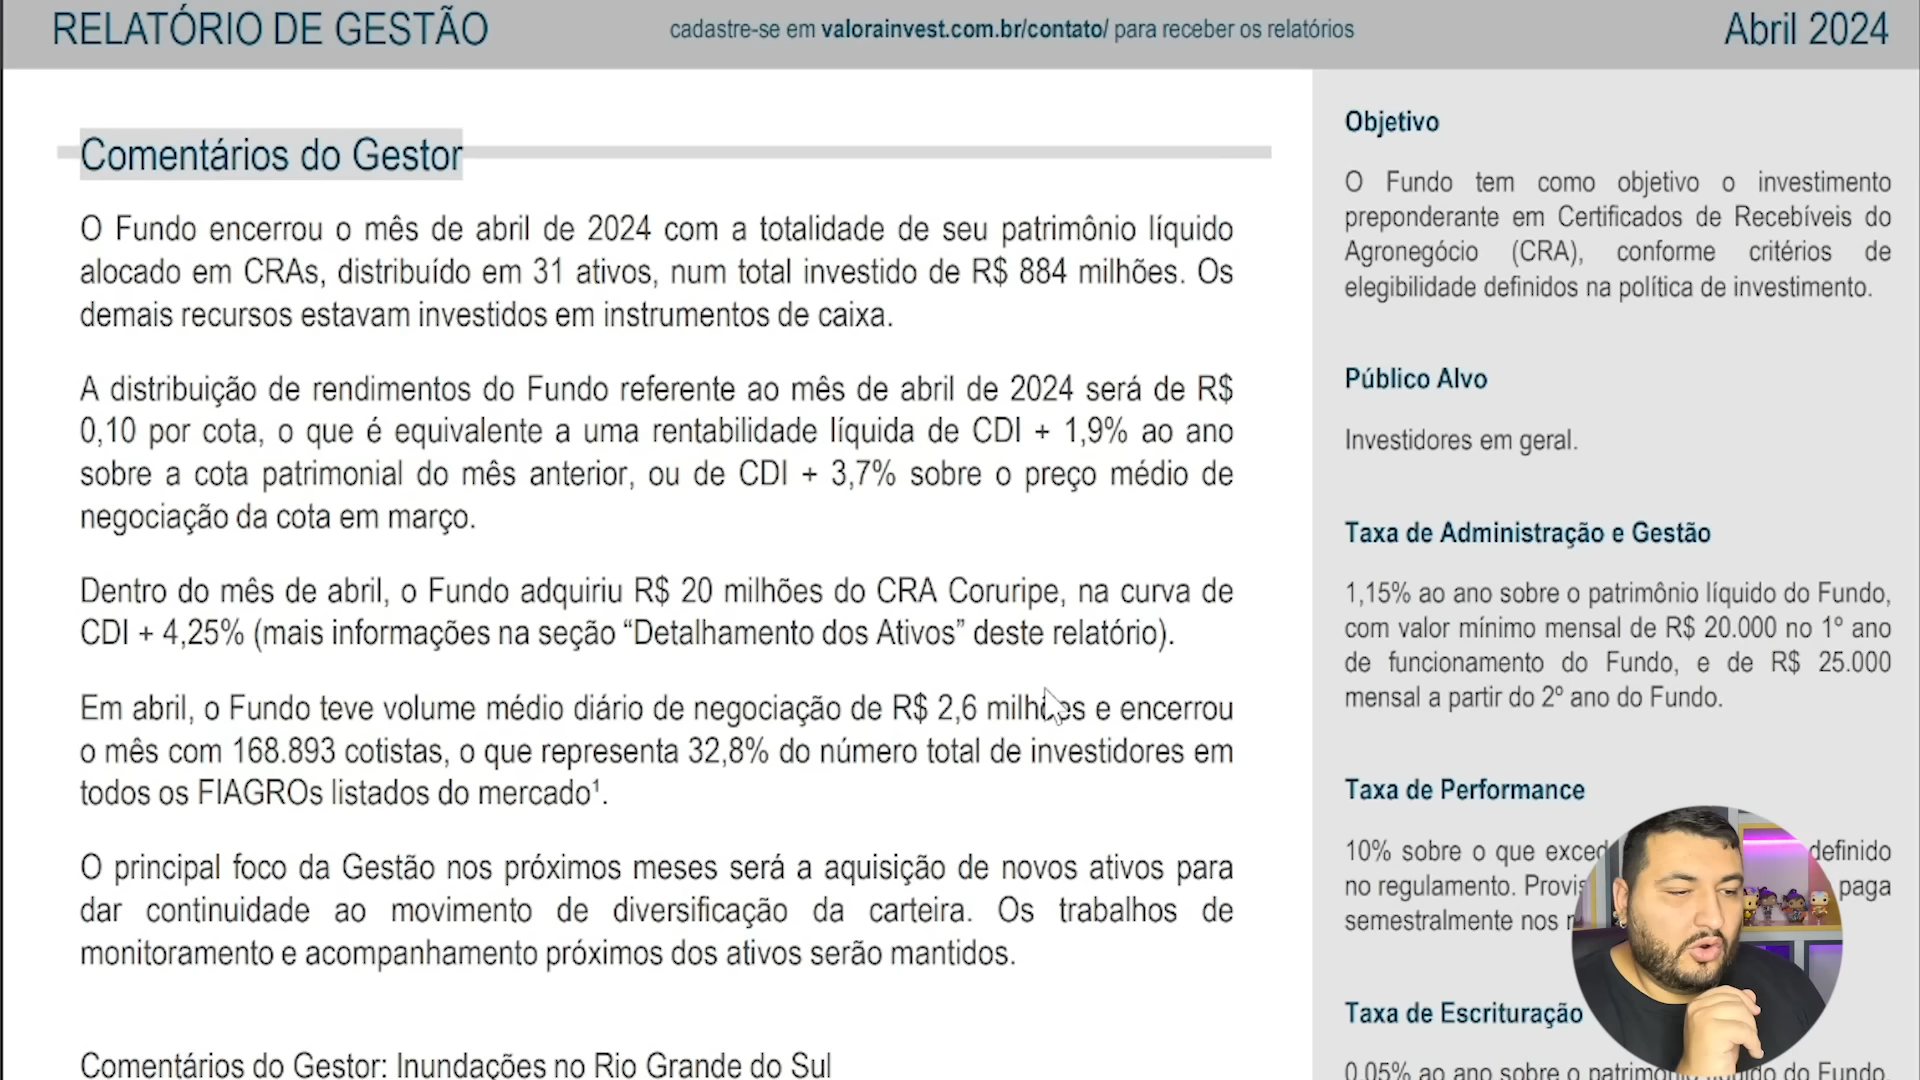 RELATÓRIO DE GESTÃO
cadastre-se em valorainvest.com.br/contato/ para receber os relatórios
Abril 2024
Comentários do Gestor
O Fundo encerrou o mês de abril de 2024 com a totalidade de seu patrimônio líquido
alocado em CRAs, distribuído em 31 ativos, num total investido de R$ 884 milhões. Os
demais recursos estavam investidos em instrumentos de caixa.
A distribuição de rendimentos do Fundo referente ao mês de abril de 2024 será de R$
0,10 por cota, o que é equivalente a uma rentabilidade líquida de CDI + 1,9% ao ano
sobre a cota patrimonial do mês anterior, ou de CDI + 3,7% sobre o preço médio de
negociação da cota em março.
Dentro do mês de abril, o Fundo adquiriu R$ 20 milhões do CRA Coruripe, na curva de
CDI + 4,25% (mais informações na seção “Detalhamento dos Ativos” deste relatório).
Em abril, o Fundo teve volume médio diário de negociação de R$ 2,6 milhões e encerrou
o mês com 168.893 cotistas, o que representa 32,8% do número total de investidores em
todos os FIAGROs listados do mercado¹.
O principal foco da Gestão nos próximos meses será a aquisição de novos ativos para
dar continuidade ao movimento de diversificação da carteira. Os trabalhos de
monitoramento e acompanhamento próximos dos ativos serão mantidos.
Comentários do Gestor: Inundações no Rio Grande do Sul
Objetivo
O Fundo tem como objetivo o investimento
preponderante em Certificados de Recebíveis do
Agronegócio (CRA), conforme critérios de
elegibilidade definidos na política de investimento.
Público Alvo
Investidores em geral.
Taxa de Administração e Gestão
1,15% ao ano sobre o patrimônio líquido do Fundo,
com valor mínimo mensal de R$ 20.000 no 1º ano
de funcionamento do Fundo, e de R$ 25.000
mensal a partir do 2º ano do Fundo.
Taxa de Performance
10% sobre o que definido
no regulamento. paga
semestralmente nos
Taxa de Escrituração
0,05% ao ano sobre o do Fundo,